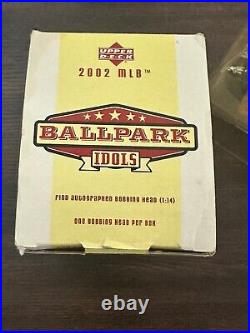 UPPER
DECK
2002 MLB™
BALLPARK
IDOLS
FIND AUTOGRAPHED BOBBING HEAD (1:14)
ONE BOBBING HEAD PER BOX